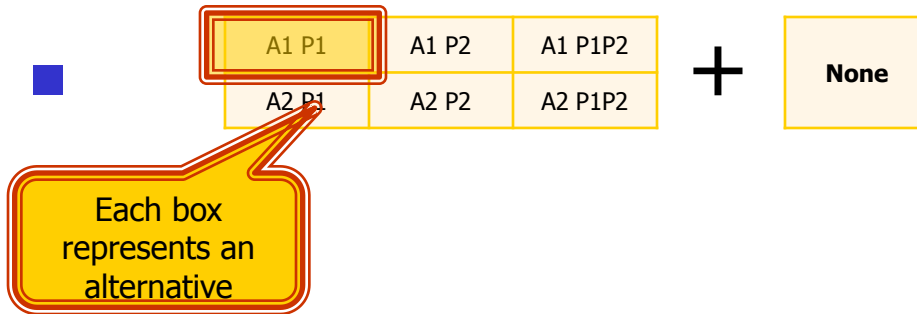 A1 P1 A1 P2 A1 P1P2
+ None
A2 P1 A2 P2 A2 P1P2
Each box
represents an
alternative